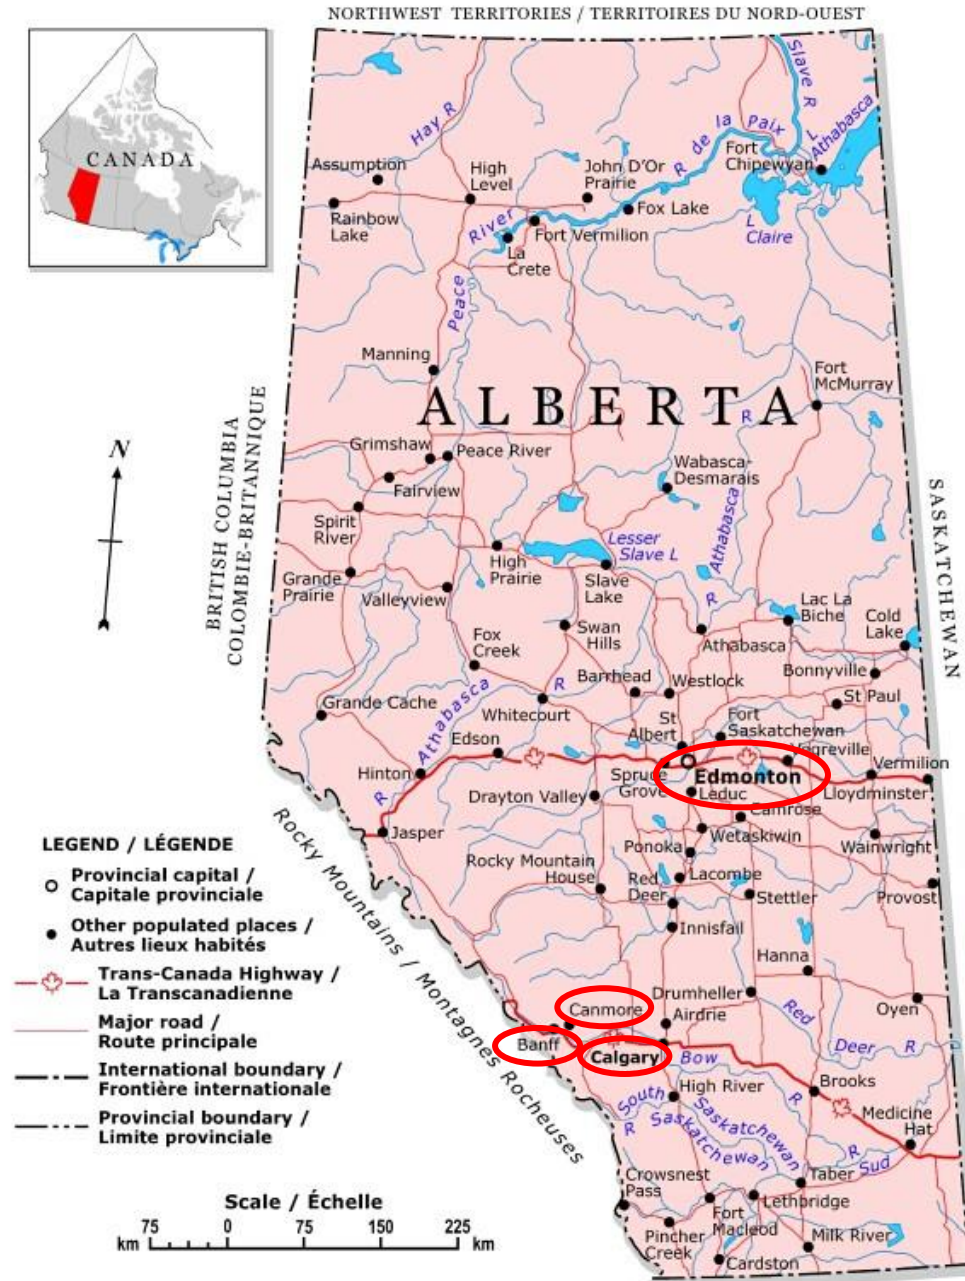 NORTHWEST TERRITORIES / TERRITOIRES DU NORD-OUEST
CANADA
Hay R
Slave R
R de la Paix
L Athabasca
Fort
Chipewyan
Assumption
High
Level
John D'Or
Prairie
Rainbow
Lake
River
Fort Vermilion
Fox Lake
L
Claire
La
Crete
Peace
Manning
Fort
McMurray
ALBERTA
BRITISH COLUMBIA
COLOMBIE-BRITANNIQUE
N
SASKATCHEWAN
R
Grimshaw
Peace River
Fairview
Wabasca-
Desmarais
Athabasca
Spirit
River
Lesser
Slave L
High
Prairie
Grande
Prairie
Valleyview
Slave
Lake
R
Lac La
Biche
Cold
Lake
Swan
Hills
Athabasca
Fox
Creek
Bonnyville
Barrhead
Westlock
Athabasca
R
St Paul
Grande Cache
Whitecourt
St
Albert
Fort
Saskatchewan
Edson
Vegreville
Vermilion
Hinton
Spruce
Grove
Edmonton
Leduc
Lloydminster
R
Drayton Valley
Camrose
Jasper
Wetaskiwin
Wainwright
Ponoka
Rocky Mountain
House
Lacombe
Red
Deer
Stettler
Provost
Innisfail
Hanna
Drumheller
Oyen
Canmore
Airdrie
Red
Deer R
Banff
Calgary
Bow
R
High River
Brooks
South
Saskatchewan
R
Saskatchewan
R
Sud
Medicine
Hat
Crowsnest
Pass
Taber
Lethbridge
Fort
Macleod
Pincher
Creek
Milk River
Cardston
Rocky Mountains / Montagnes Rocheuses
LEGEND / LÉGENDE
Provincial capital /
Capitale provinciale
Other populated places /
Autres lieux habités
Trans-Canada Highway /
La Transcanadienne
Major road /
Route principale
International boundary /
Frontière internationale
Provincial boundary /
Limite provinciale
Scale / Échelle
75 0 75 150 225
km km